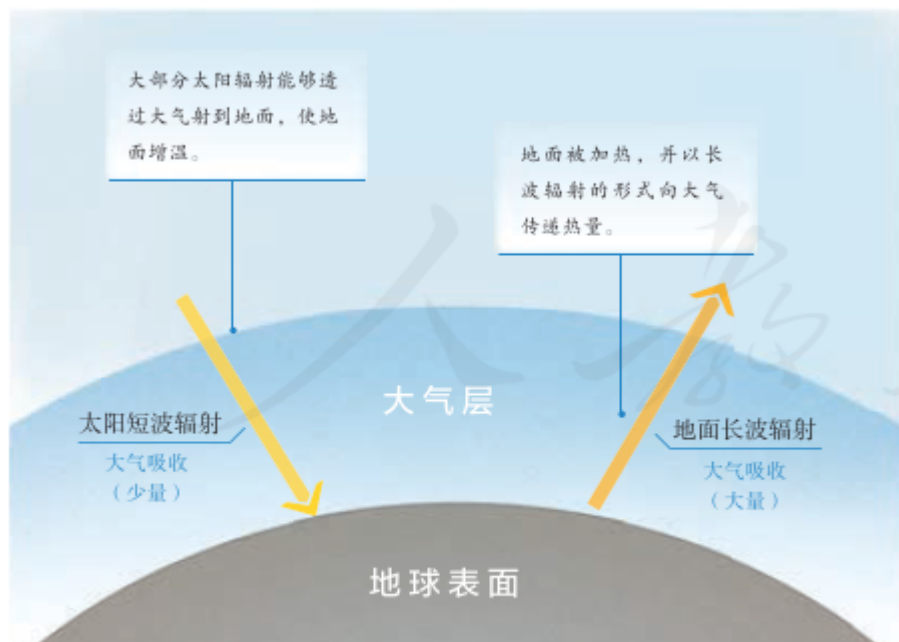 大部分太阳辐射能够透
过大气射到地面，使地
面增温。
地面被加热，并以长
波辐射的形式向大气
传递热量。
人教
大气层
太阳短波辐射
大气吸收
（少量）
地面长波辐射
大气吸收
（大量）
地球表面